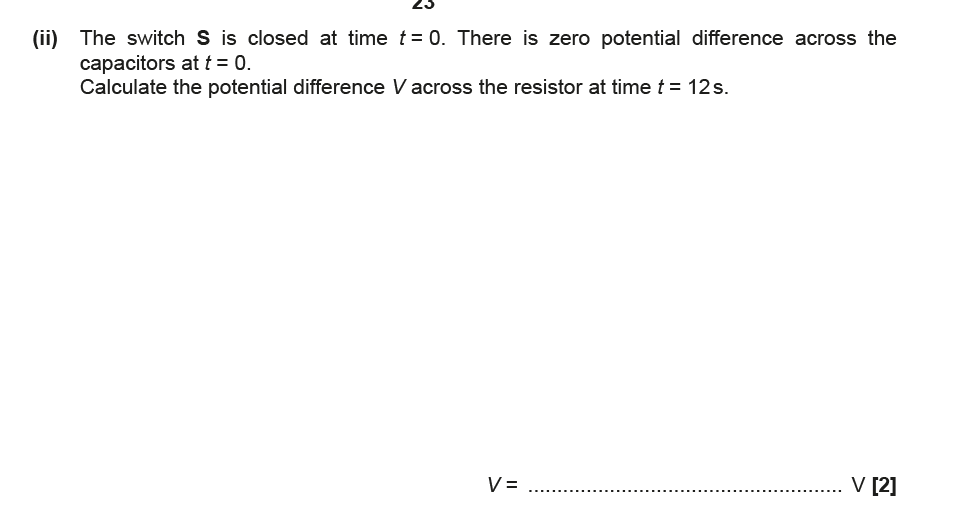 23
(ii) The switch S is closed at time t = 0. There is zero potential difference across the
capacitors at t = 0.
Calculate the potential difference V across the resistor at time t = 12 s.
V = ...................................................... V [2]